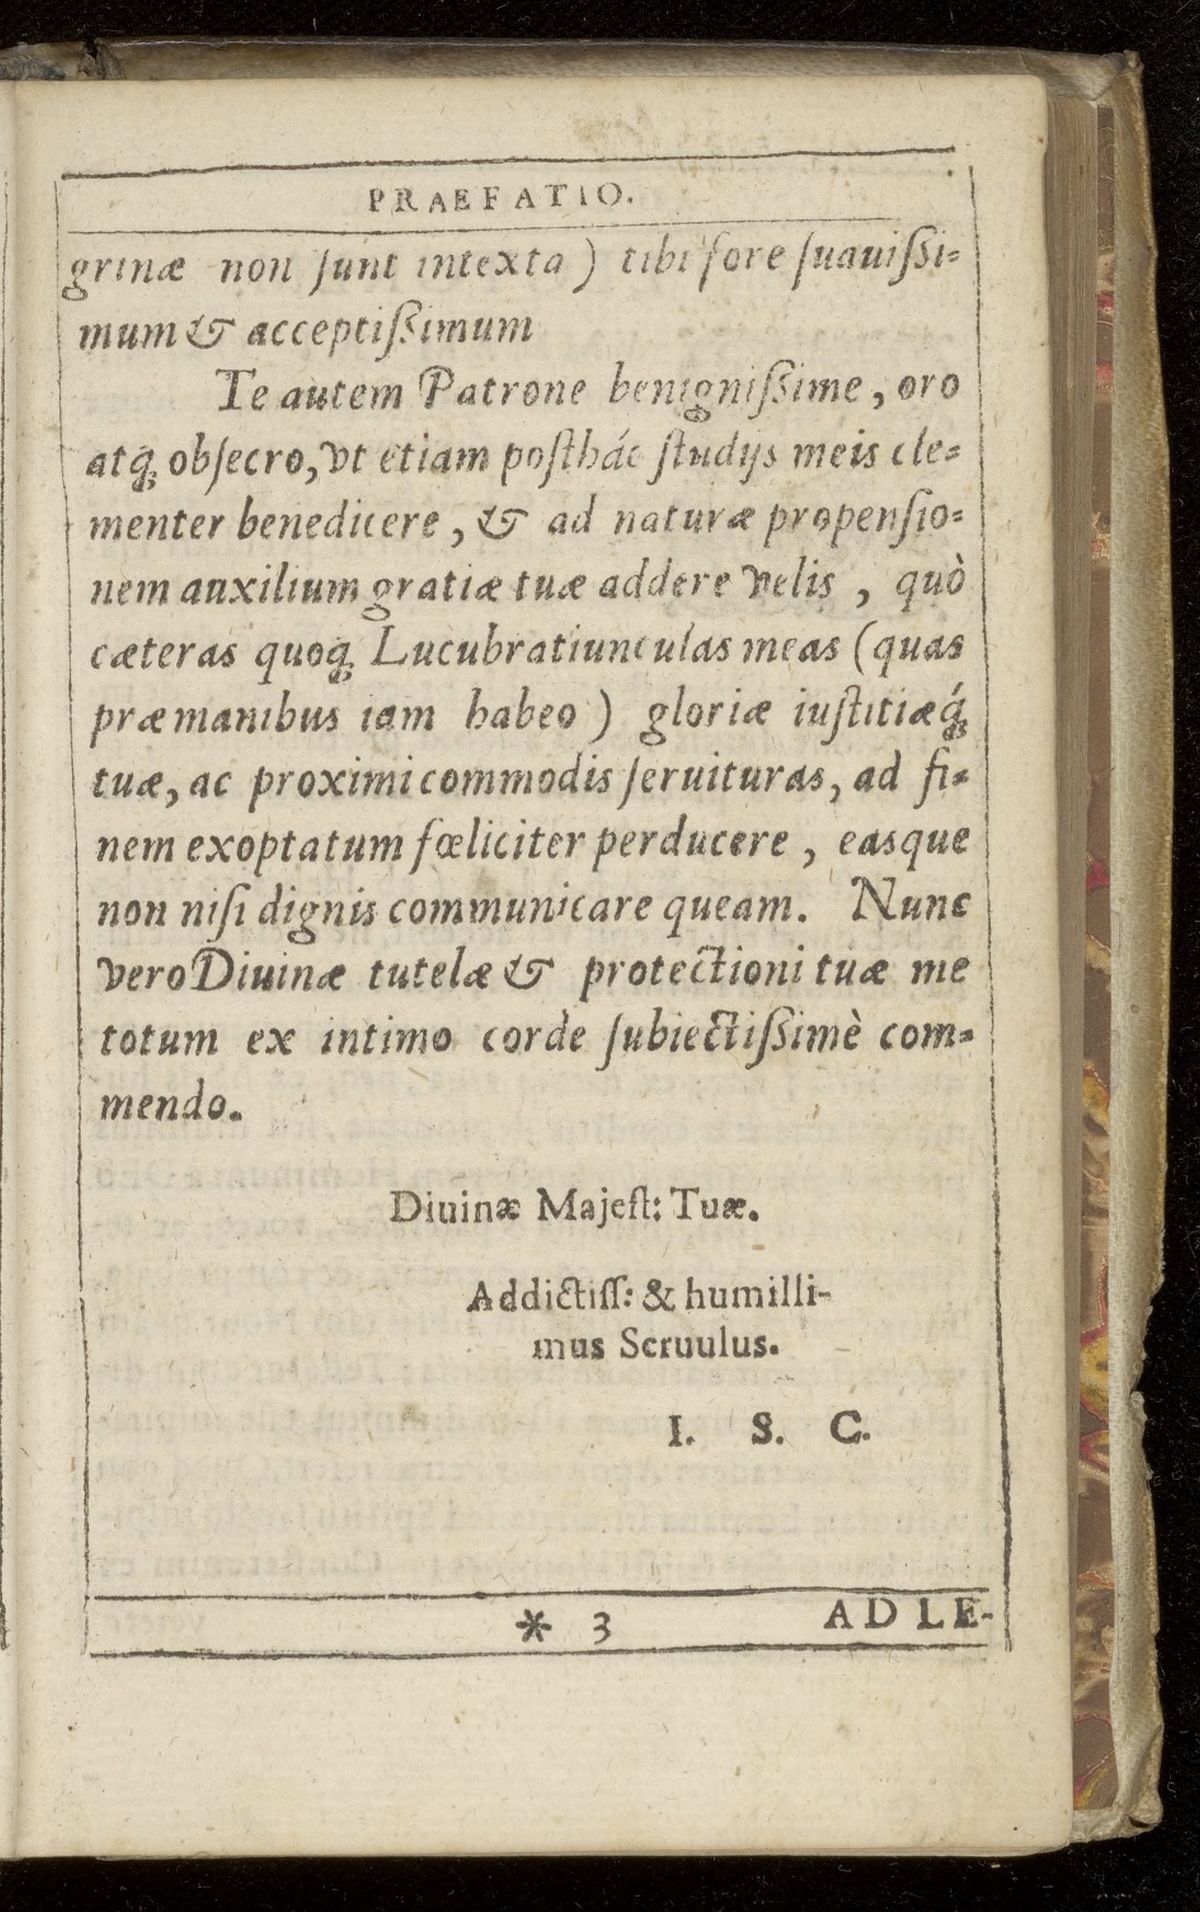 PRAEFATIO.
grinæ non ſunt intexta) tibi fore ſuauiſsi-
mum & acceptiſsimum
Te autem Patrone benigniſsime, oro
atq́; obſecro, vt etiam poſthác ſtudijs meis cle-
menter benedicere, & ad naturæ propenſio-
nem auxilium gratiæ tuæ addere velis, quò
cæteras quoq; Lucubratiunculas meas (quas
præ manibus iam habeo) gloriæ iuſtitiæq́;
tuæ, ac proximi commodis ſeruituras, ad fi-
nem exoptatum fœliciter perducere, easque
non niſi dignis communicare queam. Nunc
vero Diuinæ tutelæ & protectioni tuæ me
totum ex intimo corde ſubiectiſsimè com-
mendo.
Diuinæ Majeſt: Tuæ.
Addictiſſ: & humilli-
mus Seruulus.
I. S. C.
* 3 AD LE-